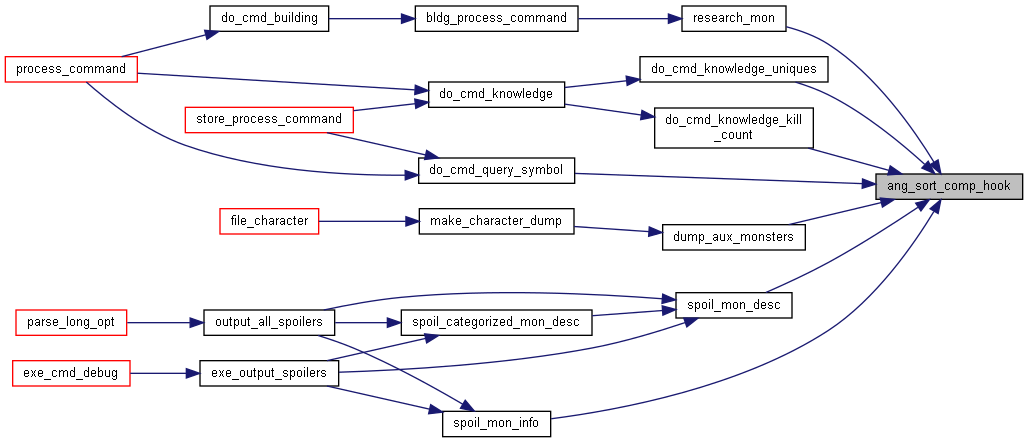 do_cmd_building
bldg_process_command
research_mon
process_command
do_cmd_knowledge_uniques
do_cmd_knowledge
store_process_command
do_cmd_knowledge_kill
_count
do_cmd_query_symbol
ang_sort_comp_hook
file_character
make_character_dump
dump_aux_monsters
spoil_mon_desc
parse_long_opt
output_all_spoilers
spoil_categorized_mon_desc
exe_cmd_debug
exe_output_spoilers
spoil_mon_info